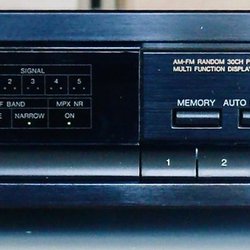 SIGNAL
2 3 4 5
F BAND MPX NR
E NARROW ON
AM-FM RANDOM 30CH P
MULTI FUNCTION DISPLAY
MEMORY AUTO
1 2